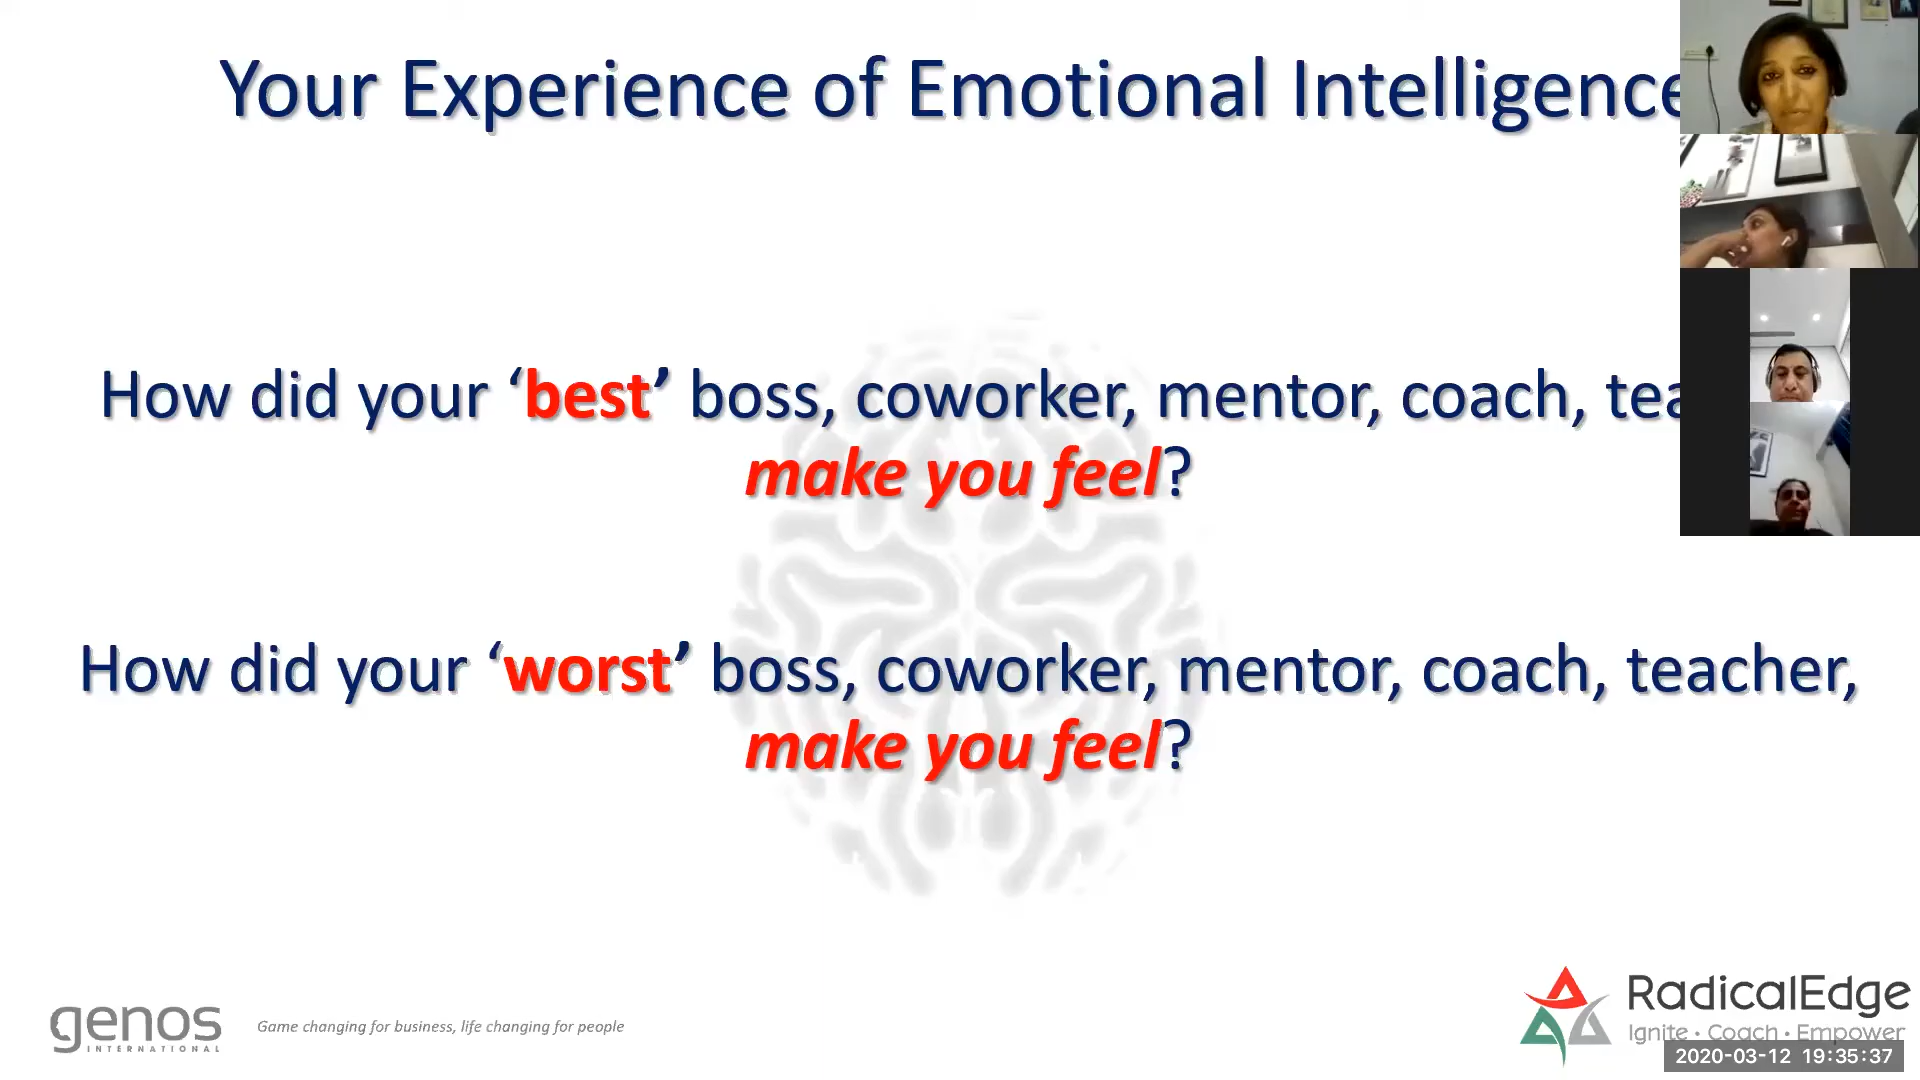 Your Experience of Emotional Intelligence
How did your ‘best’ boss, coworker, mentor, coach,
make you feel?
How did your ‘worst’ boss, coworker, mentor, coach, teacher,
make you feel?
genos
INTERNATIONAL
Game changing for business, life changing for people
RadicalEdge
Ignite • Coach • Empower
2020-03-12 19:35:37